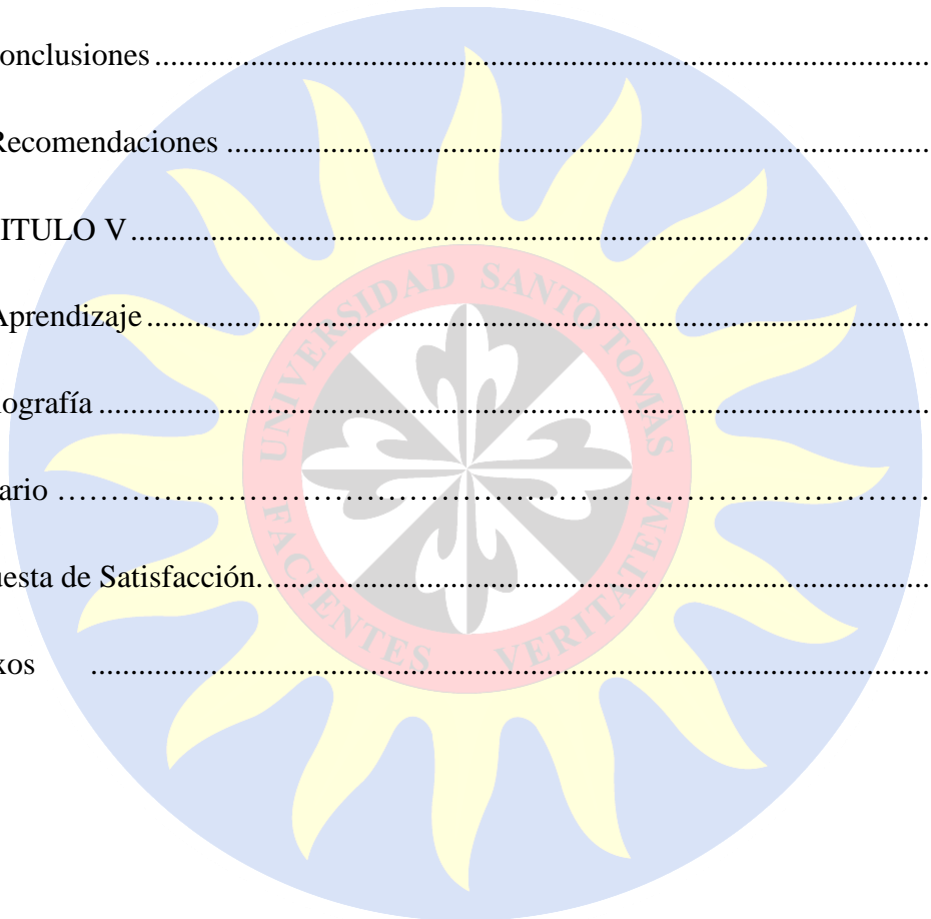 onclusiones ...............................................................................................
Recomendaciones ......................................................................................
ITULO V..................................................................................................
Aprendizaje ...............................................................................................
ografía .....................................................................................................
ario ……………………………………………………………………
uesta de Satisfacción. ................................................................................
xos ......................................................................................................
UNIVERSIDAD SANTO TOMAS
FACIENTES VERITATEM